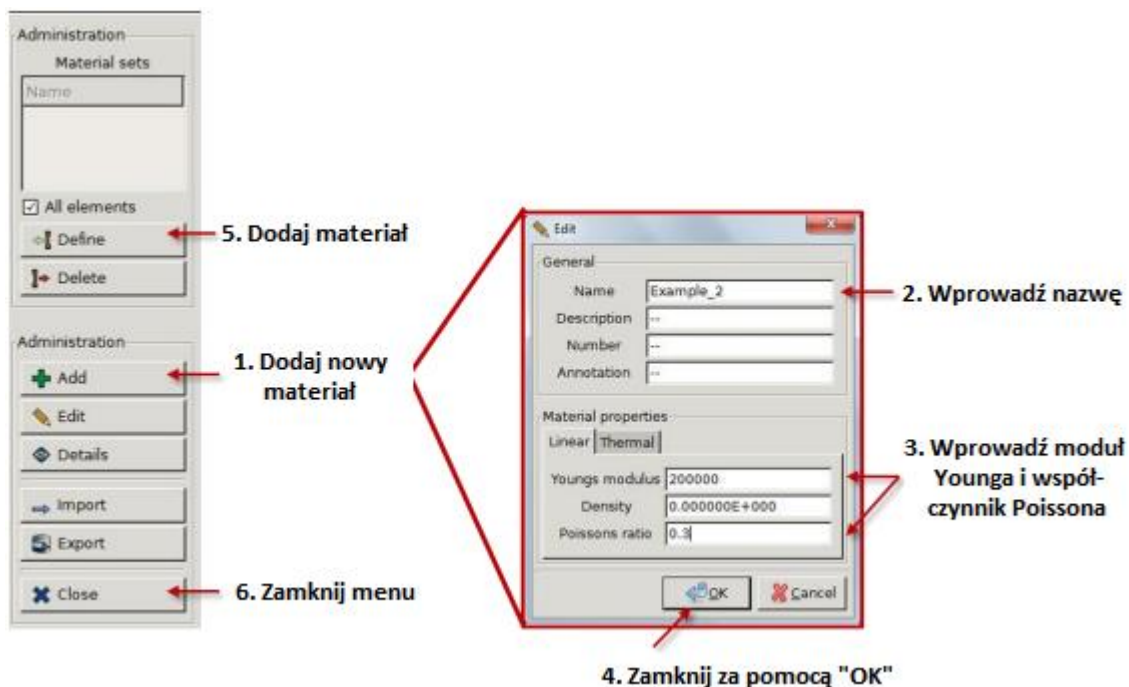 Administration
Material sets
Name
All elements
Define
Delete
5. Dodaj materiał
Administration
Add
Edit
Details
Import
Export
Close
1. Dodaj nowy
materiał
6. Zamknij menu
Edit
General
Name Example_2
Description --
Number --
Annotation --
Material properties
Linear Thermal
Youngs modulus 200000
Density 0.000000E+000
Poissons ratio 0.3
OK Cancel
2. Wprowadź nazwę
3. Wprowadź moduł
Younga i współ-
czynnik Poissona
4. Zamknij za pomocą "OK"